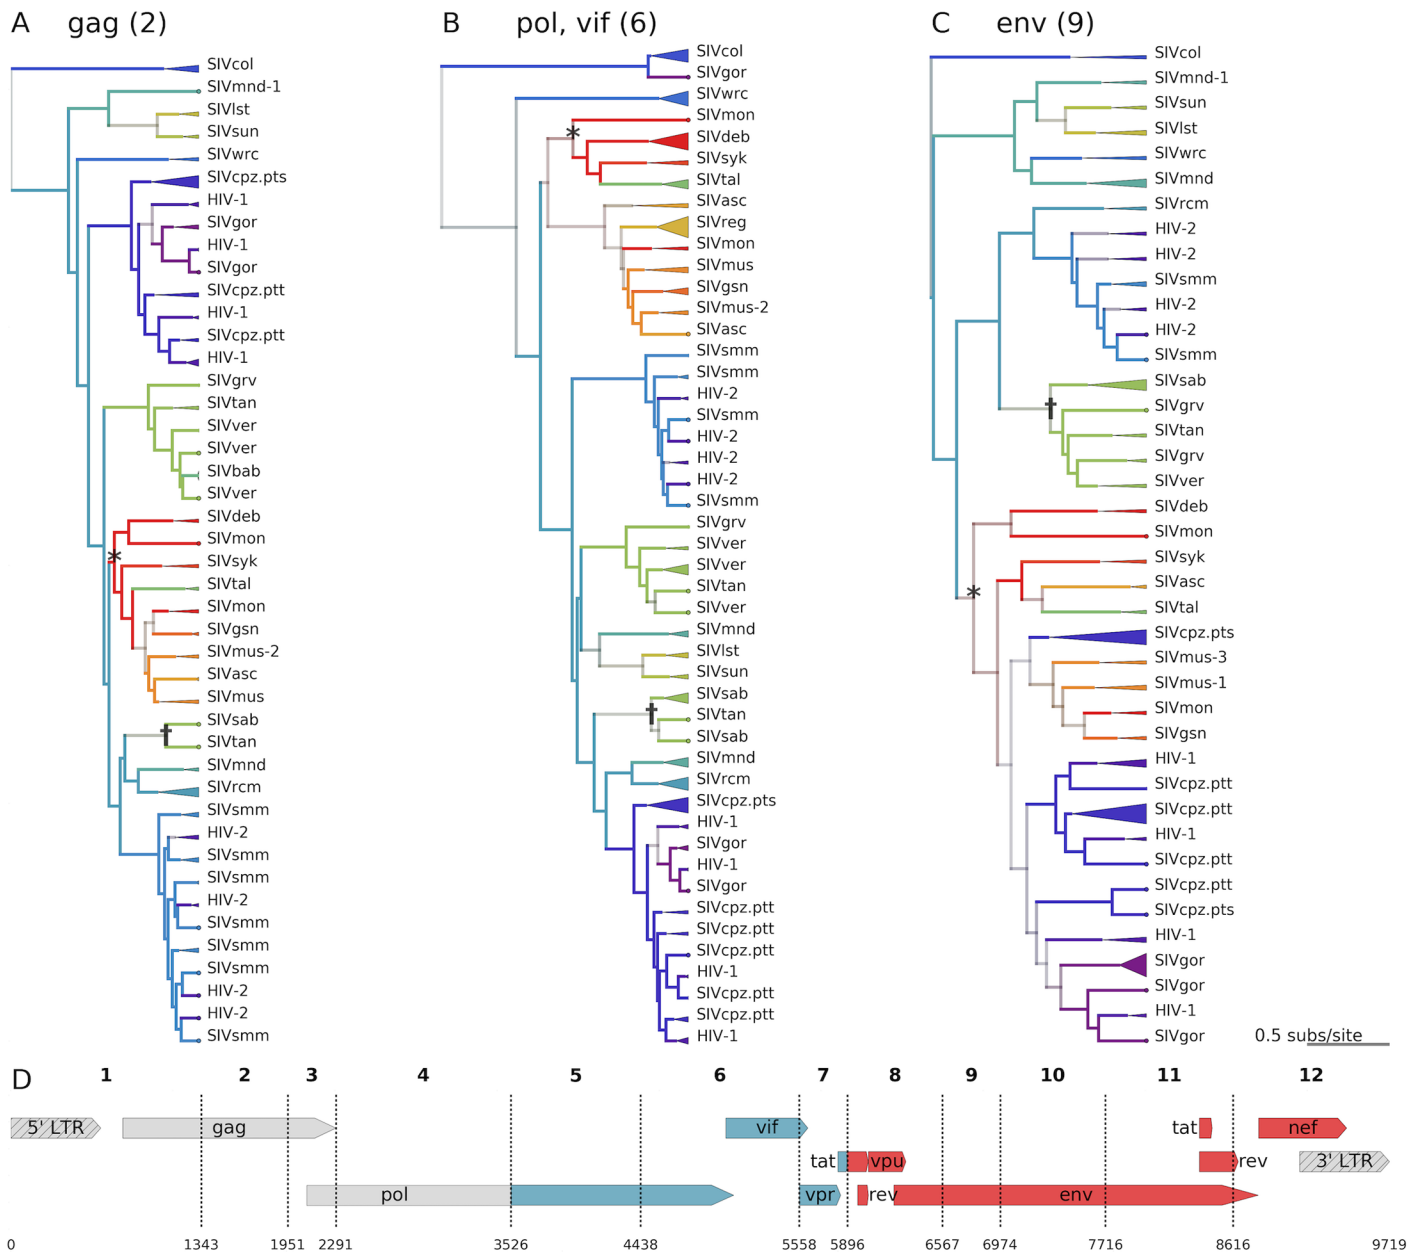 A gag (2)
SIVcol
SIVmnd-1
SIVlst
SIVsun
SIVwrc
SIVcpz.pts
HIV-1
SIVgor
HIV-1
SIVgor
SIVcpz.ptt
HIV-1
SIVcpz.ptt
HIV-1
SIVgrv
SIVtan
SIVver
SIVver
SIVbab
SIVver
SIVdeb
SIVmon
*
SIVsyk
SIVtal
SIVmon
SIVgsn
SIVmus-2
SIVasc
SIVmus
SIVsab
†
SIVtan
SIVmnd
SIVrcm
SIVsmm
HIV-2
SIVsmm
SIVsmm
HIV-2
SIVsmm
SIVsmm
SIVsmm
HIV-2
HIV-2
SIVsmm
B pol, vif (6)
SIVcol
SIVgor
SIVwrc
SIVmon
*
SIVdeb
SIVsyk
SIVtal
SIVasc
SIVreg
SIVmon
SIVmus
SIVgsn
SIVmus-2
SIVasc
SIVsmm
SIVsmm
HIV-2
SIVsmm
HIV-2
HIV-2
HIV-2
SIVsmm
SIVgrv
SIVver
SIVver
SIVtan
SIVver
SIVmnd
SIVlst
SIVsun
SIVsab
†
SIVtan
SIVsab
SIVmnd
SIVrcm
SIVcpz.pts
HIV-1
SIVgor
HIV-1
SIVgor
SIVcpz.ptt
SIVcpz.ptt
SIVcpz.ptt
HIV-1
SIVcpz.ptt
SIVcpz.ptt
HIV-1
C env (9)
SIVcol
SIVmnd-1
SIVsun
SIVlst
SIVwrc
SIVmnd
SIVrcm
HIV-2
HIV-2
SIVsmm
HIV-2
HIV-2
SIVsmm
SIVsab
†
SIVgrv
SIVtan
SIVgrv
SIVver
SIVdeb
SIVmon
SIVsyk
SIVasc
*
SIVtal
SIVcpz.pts
SIVmus-3
SIVmus-1
SIVmon
SIVgsn
HIV-1
SIVcpz.ptt
SIVcpz.ptt
HIV-1
SIVcpz.ptt
SIVcpz.ptt
SIVcpz.pts
HIV-1
SIVgor
SIVgor
HIV-1
SIVgor
0.5 subs/site
D 1 2 3 4 5 6 7 8 9 10 11 12
5' LTR gag vif tat nef
tat vpu rev 3' LTR
pol vpr rev env
0 1343 1951 2291 3526 4438 5558 5896 6567 6974 7716 8616 9719